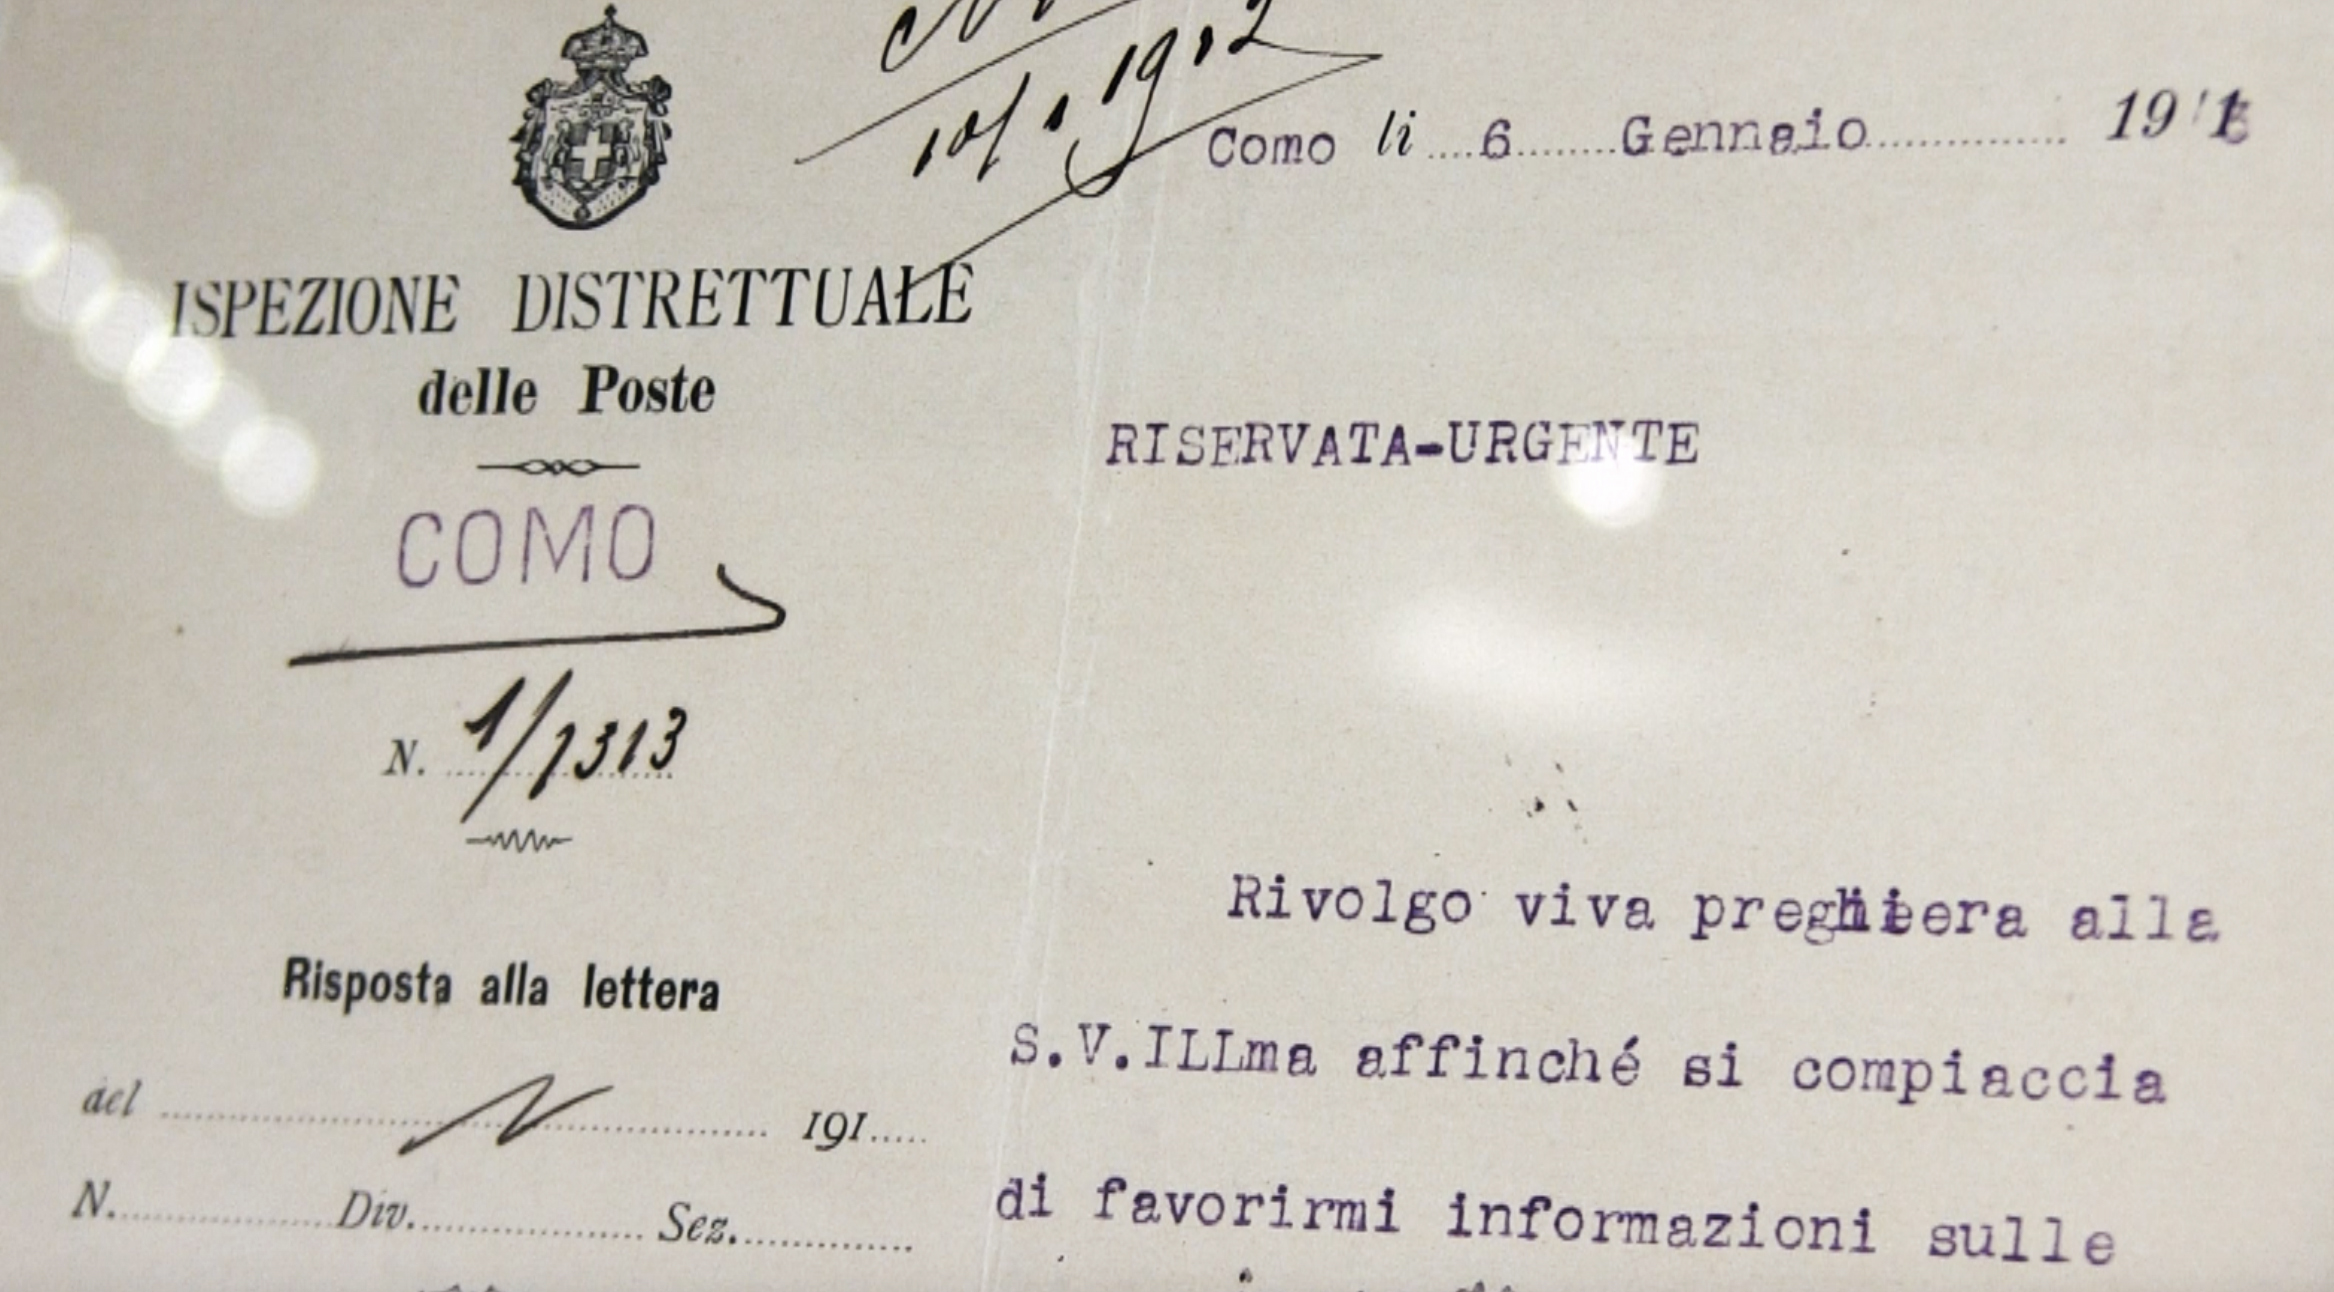 10/1 1912
Como li 6 Gennaio 191
ISPEZIONE DISTRETTUALE
delle Poste
RISERVATA-URGENTE
COMO
N. 1/1313
Rivolgo viva preghiera alla
Risposta alla lettera
S.V.ILLma affinché si compiaccia
del 191
di favorirmi informazioni sulle
N. Div. Sez.